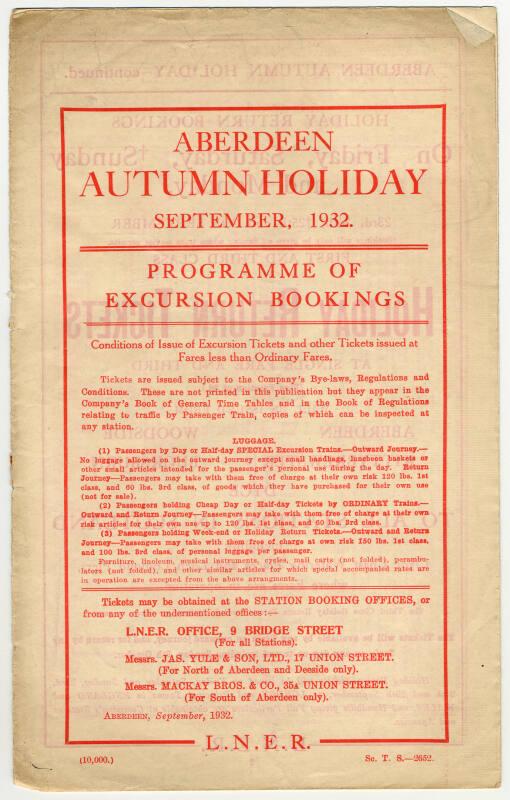 ABERDEEN
AUTUMN HOLIDAY
SEPTEMBER, 1932.
PROGRAMME OF
EXCURSION BOOKINGS
Conditions of Issue of Excursion Tickets and other Tickets issued at
Fares less than Ordinary Fares.
Tickets are issued subject to the Company's Bye-laws, Regulations and
Conditions. These are not printed in this publication but they appear in the
Company's Book of General Time Tables and in the Book of Regulations
relating to traffic by Passenger Train, copies of which can be inspected at
any station.
LUGGAGE.
(1) Passengers by Day or Half-day SPECIAL Excursion Trains.—Outward Journey.—
No luggage allowed on the outward journey except small handbags, luncheon baskets or
other small articles intended for the passenger's personal use during the day. Return
Journey—Passengers may take with them free of charge at their own risk 120 lbs. 1st
class, and 60 lbs. 3rd class, of goods which they have purchased for their own use
(not for sale).
(2) Passengers holding Cheap Day or Half-day Tickets by ORDINARY Trains.—
Outward and Return Journey—Passengers may take with them free of charge at their own
risk articles for their own use up to 120 lbs. 1st class, and 60 lbs. 3rd class.
(3) Passengers holding Week-end or Holiday Return Tickets.—Outward and Return
Journey—Passengers may take with them free of charge at own risk 150 lbs. 1st class,
and 100 lbs. 3rd class, of personal luggage per passenger.
Furniture, linoleum, musical instruments, cycles, mail carts (not folded), perambu-
lators (not folded), and other similar articles for which special accompanied rates are
in operation are excepted from the above arrangments.
Tickets may be obtained at the STATION BOOKING OFFICES, or
from any of the undermentioned offices:—
L.N.E.R. OFFICE, 9 BRIDGE STREET
(For all Stations).
Messrs. JAS. YULE & SON, LTD., 17 UNION STREET.
(For North of Aberdeen and Deeside only).
Messrs. MACKAY BROS. & CO., 35A UNION STREET.
(For South of Aberdeen only).
ABERDEEN, September, 1932.
L.N.E.R.
(10,000.) Sc. T. S.—2652.